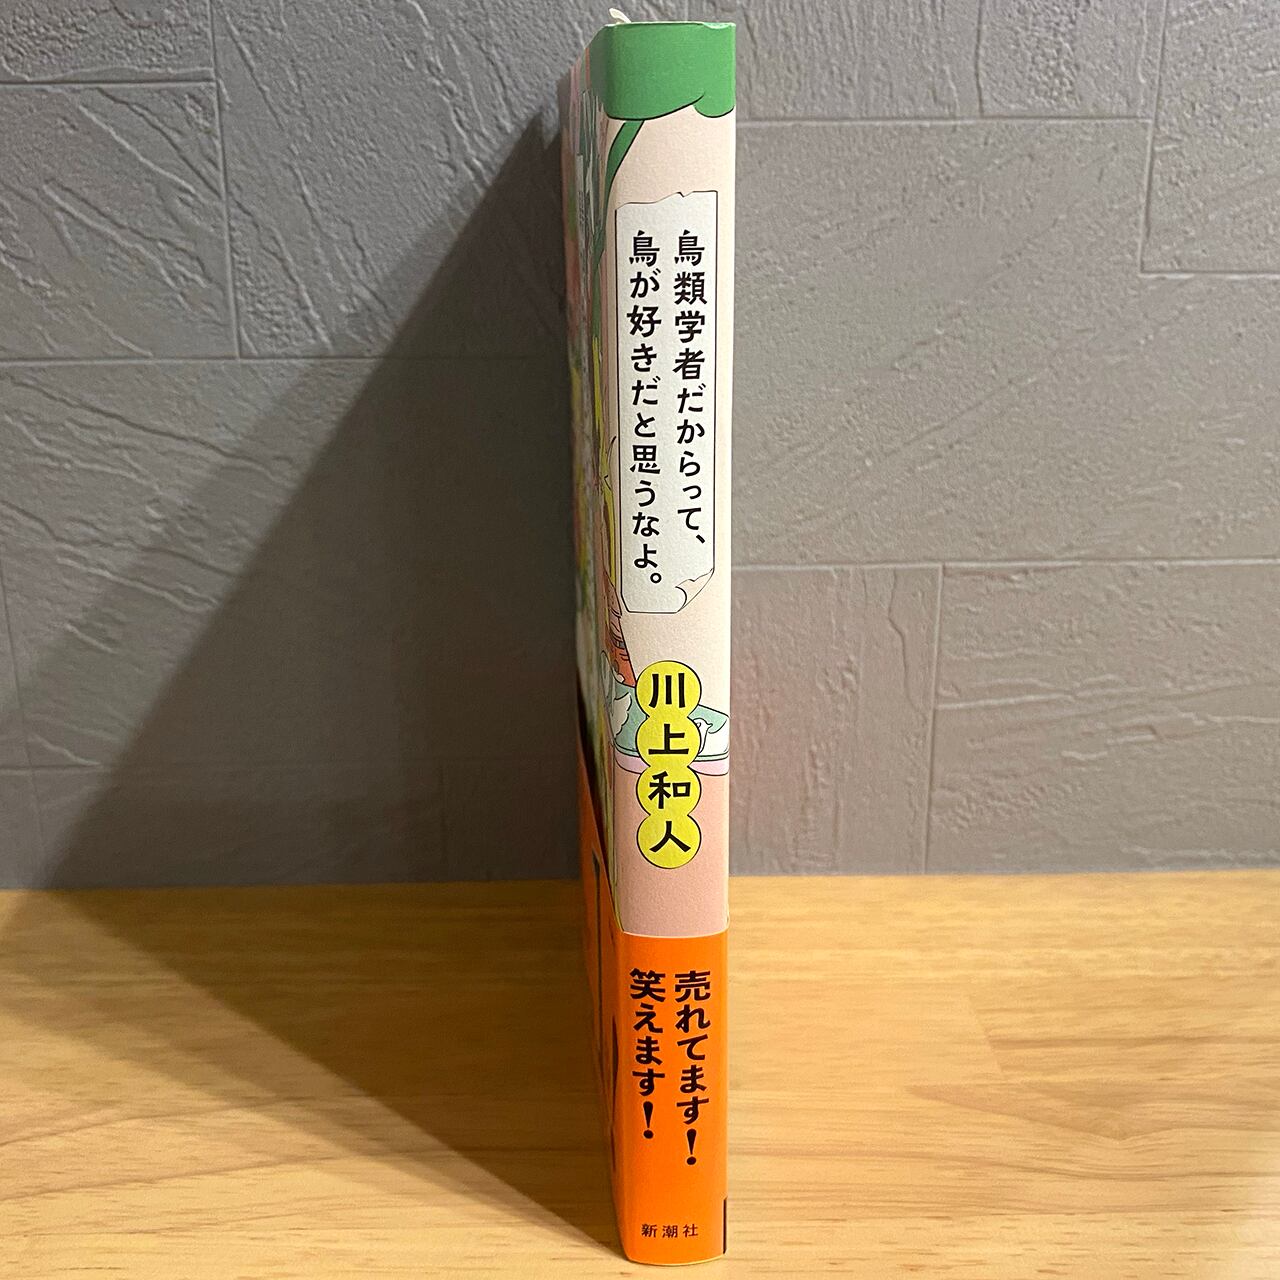 鳥類学者だからって、
鳥が好きだと思うなよ。
川上和人
売れてます！
笑えます！
新潮社